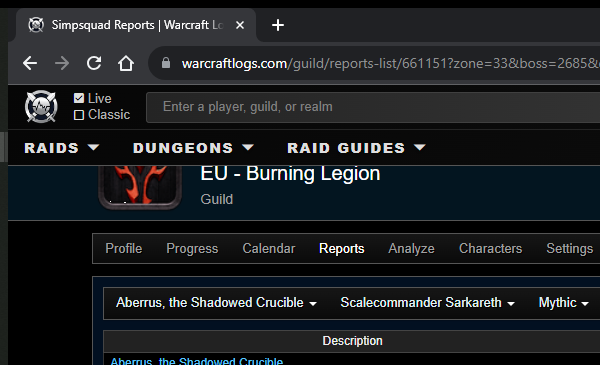 Simpsquad Reports | Warcraft Lo
warcraftlogs.com/guild/reports-list/661151?zone=33&boss=2685&
Live
Classic
Enter a player, guild, or realm
RAIDS
DUNGEONS
RAID GUIDES
EU - Burning Legion
Guild
Profile Progress Calendar Reports Analyze Characters Settings
Aberrus, the Shadowed Crucible Scalecommander Sarkareth Mythic
Description
Aberrus, the Shadowed Crucible